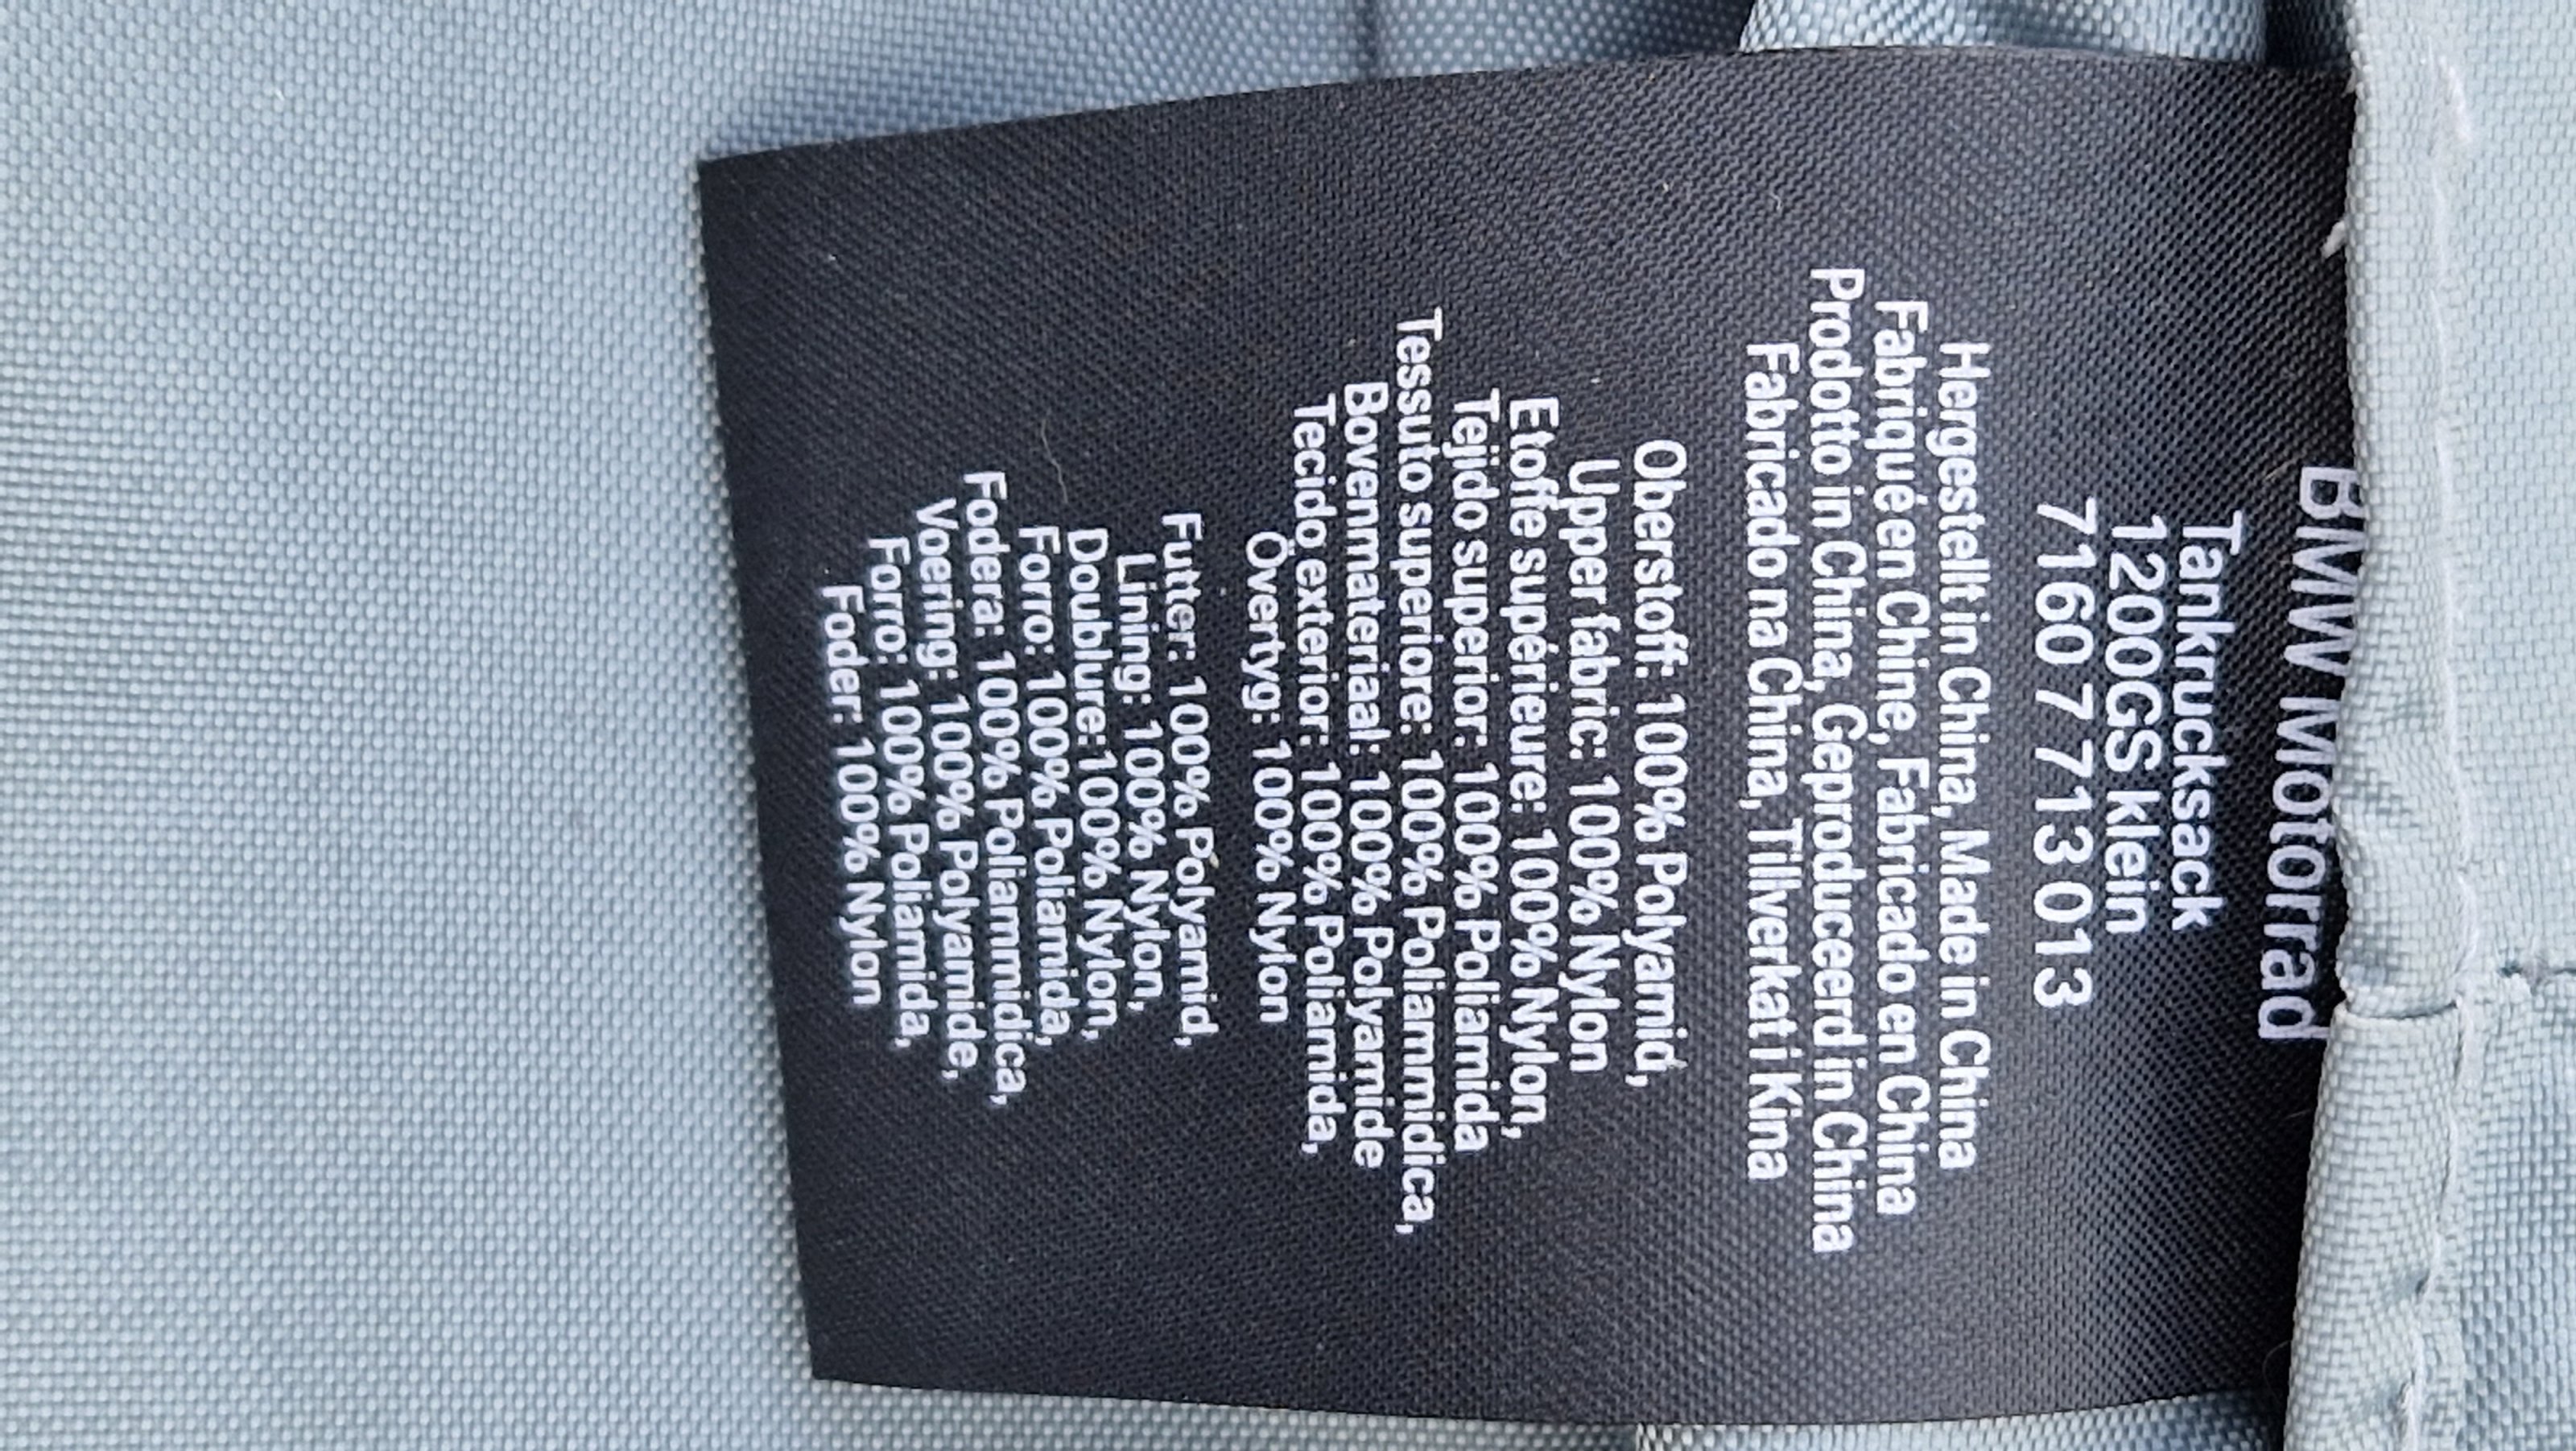 BMW Motorrad
Tankrucksack
1200GS klein
7160 7 713 013
Hergestellt in China, Made in China
Fabriqué en Chine, Fabricado en China
Prodotto in China, Geproduceerd in China
Fabricado na China, Tillverkat i Kina
Oberstoff: 100% Polyamid,
Upper fabric: 100% Nylon
Etoffe supérieure: 100% Nylon,
Tejido superior: 100% Poliamida
Tessuto superiore: 100% Poliammidica,
Bovenmateriaal: 100% Polyamide
Tecido exterior: 100% Poliamida,
Övertyg: 100% Nylon
Futter: 100% Polyamid,
Lining: 100% Nylon,
Doublure: 100% Nylon,
Forro: 100% Poliamida,
Fodera: 100% Poliammidica,
Voering: 100% Polyamide,
Forro: 100% Poliamida,
Foder: 100% Nylon